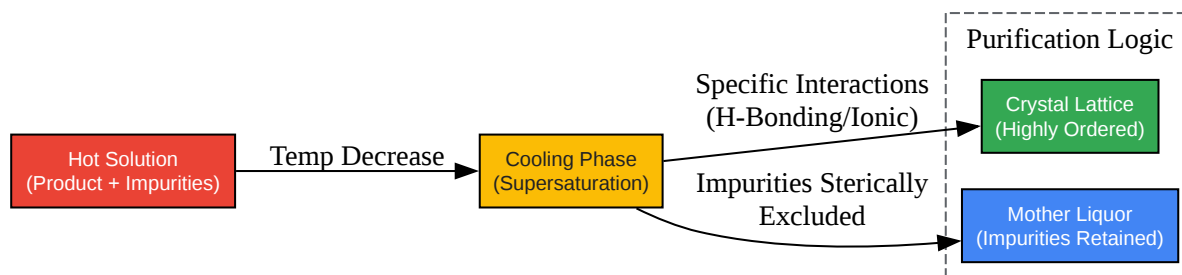 Hot Solution
(Product + Impurities)
Temp Decrease
Cooling Phase
(Supersaturation)
Specific Interactions
(H-Bonding/Ionic)
Impurities Sterically
Excluded
Purification Logic
Crystal Lattice
(Highly Ordered)
Mother Liquor
(Impurities Retained)